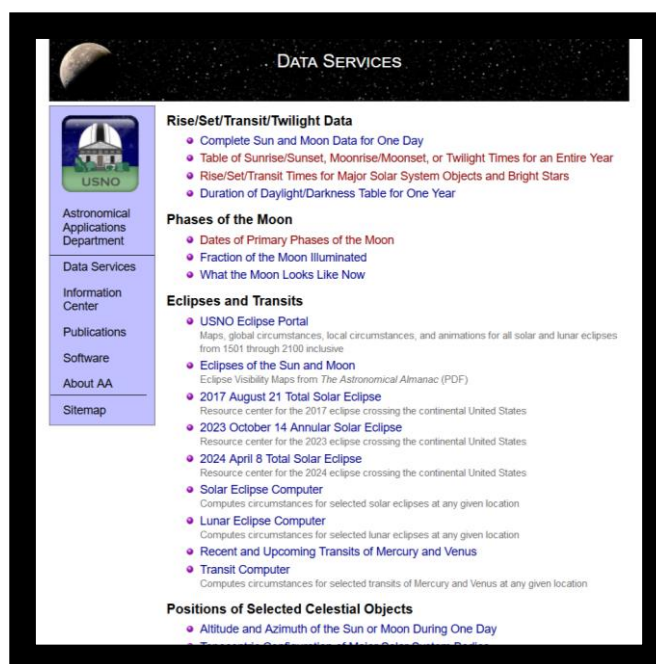 DATA SERVICES
USNO
Astronomical
Applications
Department
Data Services
Information
Center
Publications
Software
About AA
Sitemap
Rise/Set/Transit/Twilight Data
Complete Sun and Moon Data for One Day
Table of Sunrise/Sunset, Moonrise/Moonset, or Twilight Times for an Entire Year
Rise/Set/Transit Times for Major Solar System Objects and Bright Stars
Duration of Daylight/Darkness Table for One Year
Phases of the Moon
Dates of Primary Phases of the Moon
Fraction of the Moon Illuminated
What the Moon Looks Like Now
Eclipses and Transits
USNO Eclipse Portal
Maps, global circumstances, local circumstances, and animations for all solar and lunar eclipses
from 1501 through 2100 inclusive
Eclipses of the Sun and Moon
Eclipse Visibility Maps from The Astronomical Almanac (PDF)
2017 August 21 Total Solar Eclipse
Resource center for the 2017 eclipse crossing the continental United States
2023 October 14 Annular Solar Eclipse
Resource center for the 2023 eclipse crossing the continental United States
2024 April 8 Total Solar Eclipse
Resource center for the 2024 eclipse crossing the continental United States
Solar Eclipse Computer
Computes circumstances for selected solar eclipses at any given location
Lunar Eclipse Computer
Computes circumstances for selected lunar eclipses at any given location
Recent and Upcoming Transits of Mercury and Venus
Transit Computer
Computes circumstances for selected transits of Mercury and Venus at any given location
Positions of Selected Celestial Objects
Altitude and Azimuth of the Sun or Moon During One Day